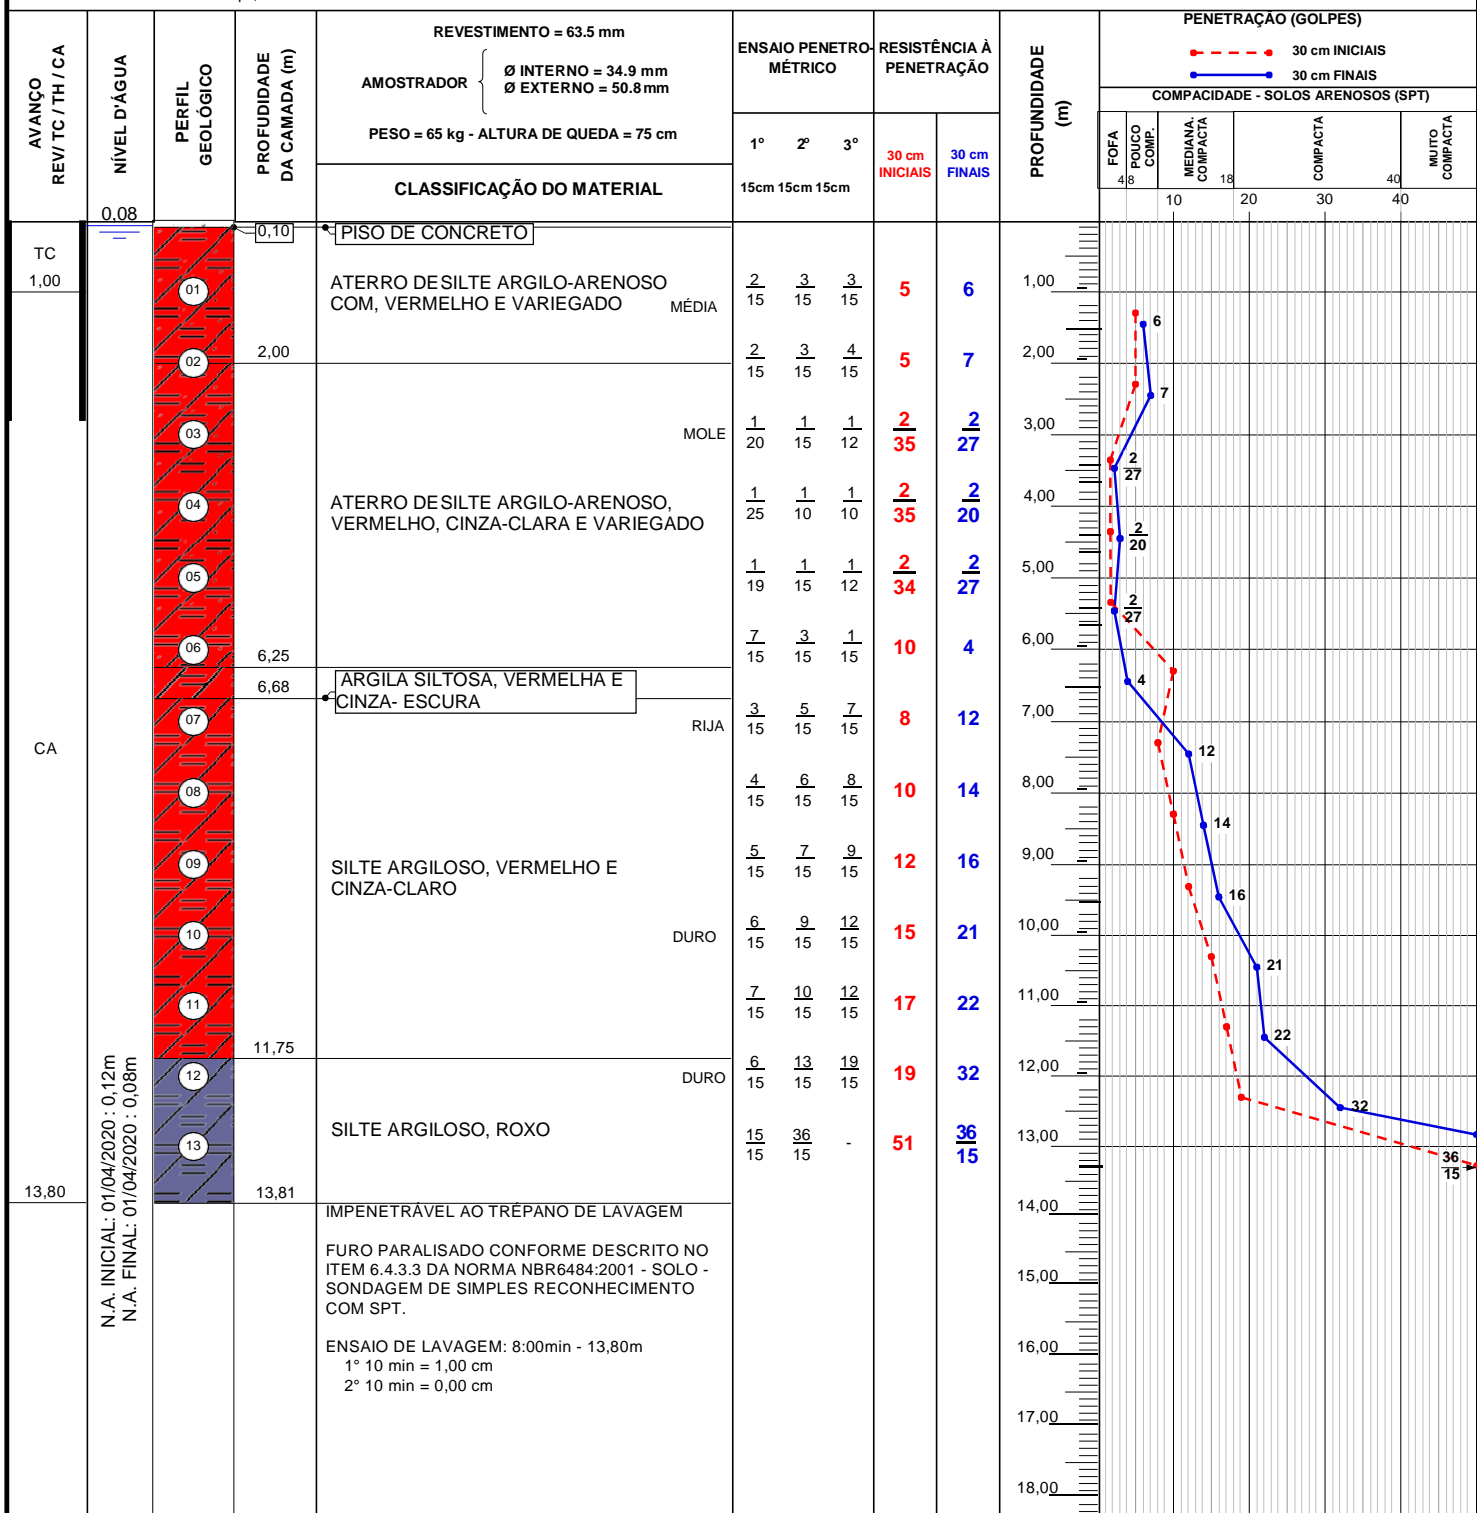 AVANÇO
REV/ TC / TH / CA
NÍVEL D'ÁGUA
PERFIL
GEOLÓGICO
PROFUDIDADE
DA CAMADA (m)
REVESTIMENTO = 63.5 mm
AMOSTRADOR
Ø INTERNO = 34.9 mm
Ø EXTERNO = 50.8mm
PESO = 65 kg - ALTURA DE QUEDA = 75 cm
CLASSIFICAÇÃO DO MATERIAL
ENSAIO PENETRO-
MÉTRICO
1° 2° 3°
15cm 15cm 15cm
RESISTÊNCIA À
PENETRAÇÃO
30 cm
INICIAIS
30 cm
FINAIS
PROFUNDIDADE
(m)
PENETRAÇÃO (GOLPES)
30 cm INICIAIS
30 cm FINAIS
COMPACIDADE - SOLOS ARENOSOS (SPT)
FOFA
POUCO
COMP.
MEDIANA.
COMPACTA
COMPACTA
MUITO
COMPACTA
4 8 18 40
10 20 30 40
0,08
TC
1,00
CA
13,80
N.A. INICIAL: 01/04/2020 : 0,12m
N.A. FINAL: 01/04/2020 : 0,08m
01
02
03
04
05
06
07
08
09
10
11
12
13
0,10
2,00
6,25
6,68
11,75
13,81
PISO DE CONCRETO
ATERRO DE SILTE ARGILO-ARENOSO
COM, VERMELHO E VARIEGADO
MÉDIA
MOLE
ATERRO DE SILTE ARGILO-ARENOSO,
VERMELHO, CINZA-CLARA E VARIEGADO
ARGILA SILTOSA, VERMELHA E
CINZA- ESCURA
RIJA
SILTE ARGILOSO, VERMELHO E
CINZA-CLARO
DURO
DURO
SILTE ARGILOSO, ROXO
IMPENETRÁVEL AO TRÉPANO DE LAVAGEM
FURO PARALISADO CONFORME DESCRITO NO
ITEM 6.4.3.3 DA NORMA NBR6484:2001 - SOLO -
SONDAGEM DE SIMPLES RECONHECIMENTO
COM SPT.
ENSAIO DE LAVAGEM: 8:00min - 13,80m
1° 10 min = 1,00 cm
2° 10 min = 0,00 cm
2/15 3/15 3/15 5 6
2/15 3/15 4/15 5 7
1/20 1/15 1/12 2/35 2/27
1/25 1/10 1/10 2/35 2/20
1/19 1/15 1/12 2/34 2/27
7/15 3/15 1/15 10 4
3/15 5/15 7/15 8 12
4/15 6/15 8/15 10 14
5/15 7/15 9/15 12 16
6/15 9/15 12/15 15 21
7/15 10/15 12/15 17 22
6/15 13/15 19/15 19 32
15/15 36/15 - 51 36/15
1,00
2,00
3,00
4,00
5,00
6,00
7,00
8,00
9,00
10,00
11,00
12,00
13,00
14,00
15,00
16,00
17,00
18,00
6
7
2/27
2/20
2/27
4
12
14
16
21
22
32
36/15